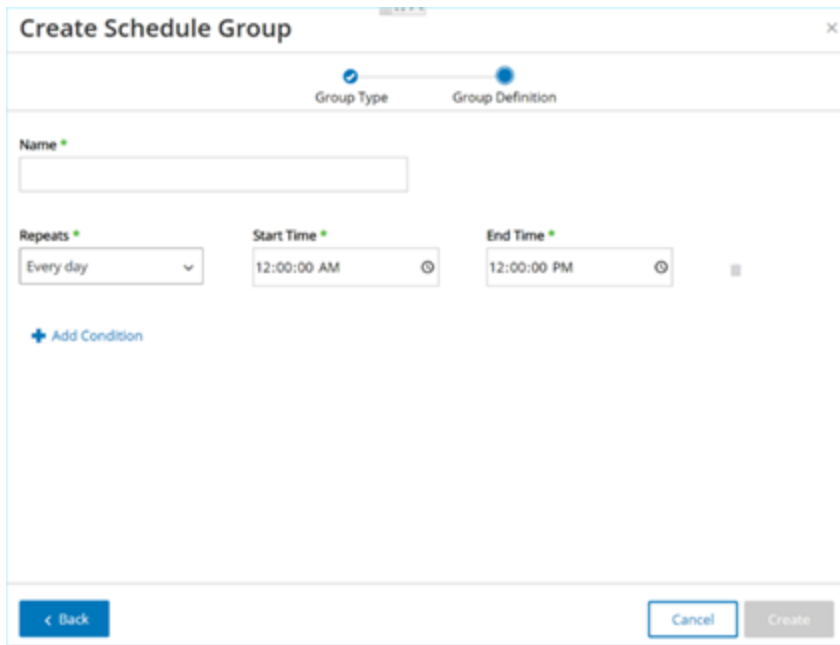 Create Schedule Group
Group Type
Group Definition
Name *
Repeats * Start Time * End Time *
Every day 12:00:00 AM 12:00:00 PM
Add Condition
Back Cancel Create